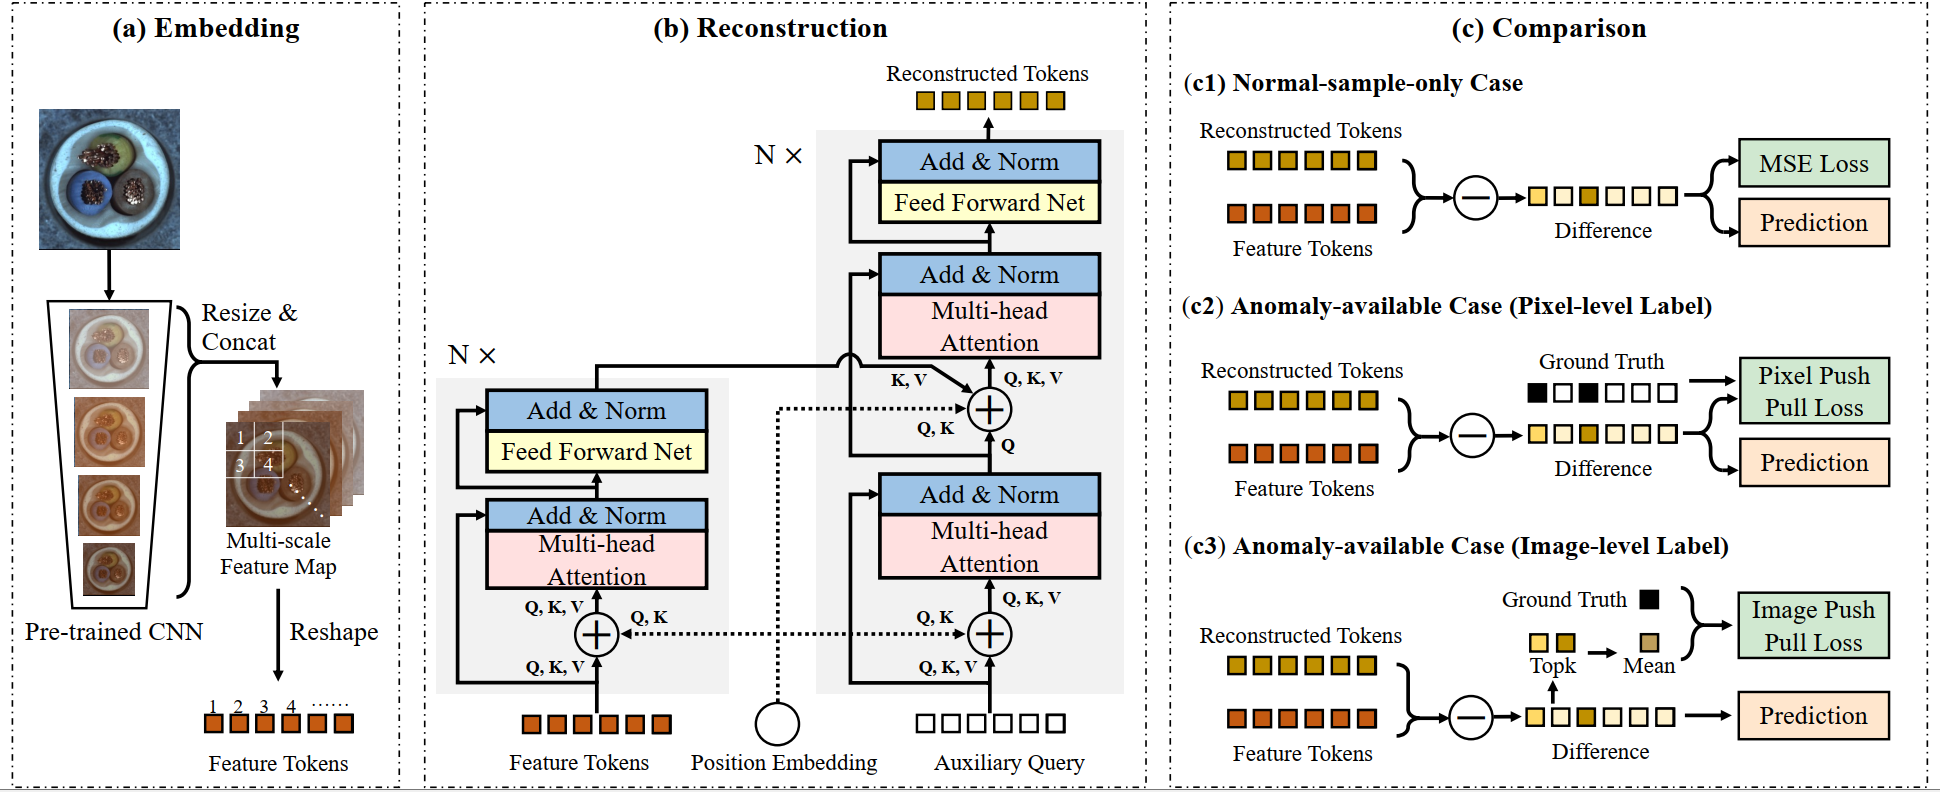 (a) Embedding
Resize &
Concat
1 2
3 4
Multi-scale
Feature Map
Pre-trained CNN
Reshape
1 2 3 4 ......
Feature Tokens
(b) Reconstruction
Reconstructed Tokens
N ×
Add & Norm
Feed Forward Net
Add & Norm
Multi-head
Attention
N ×
K, V
Q, K, V
Q, K
Q
Add & Norm
Feed Forward Net
Add & Norm
Multi-head
Attention
Add & Norm
Multi-head
Attention
Q, K, V
Q, K
Q, K
Q, K, V
Q, K, V
Q, K, V
Feature Tokens
Position Embedding
Auxiliary Query
(c) Comparison
(c1) Normal-sample-only Case
Reconstructed Tokens
Feature Tokens
Difference
MSE Loss
Prediction
(c2) Anomaly-available Case (Pixel-level Label)
Reconstructed Tokens
Feature Tokens
Ground Truth
Difference
Pixel Push
Pull Loss
Prediction
(c3) Anomaly-available Case (Image-level Label)
Ground Truth
Reconstructed Tokens
Topk
Mean
Feature Tokens
Difference
Image Push
Pull Loss
Prediction